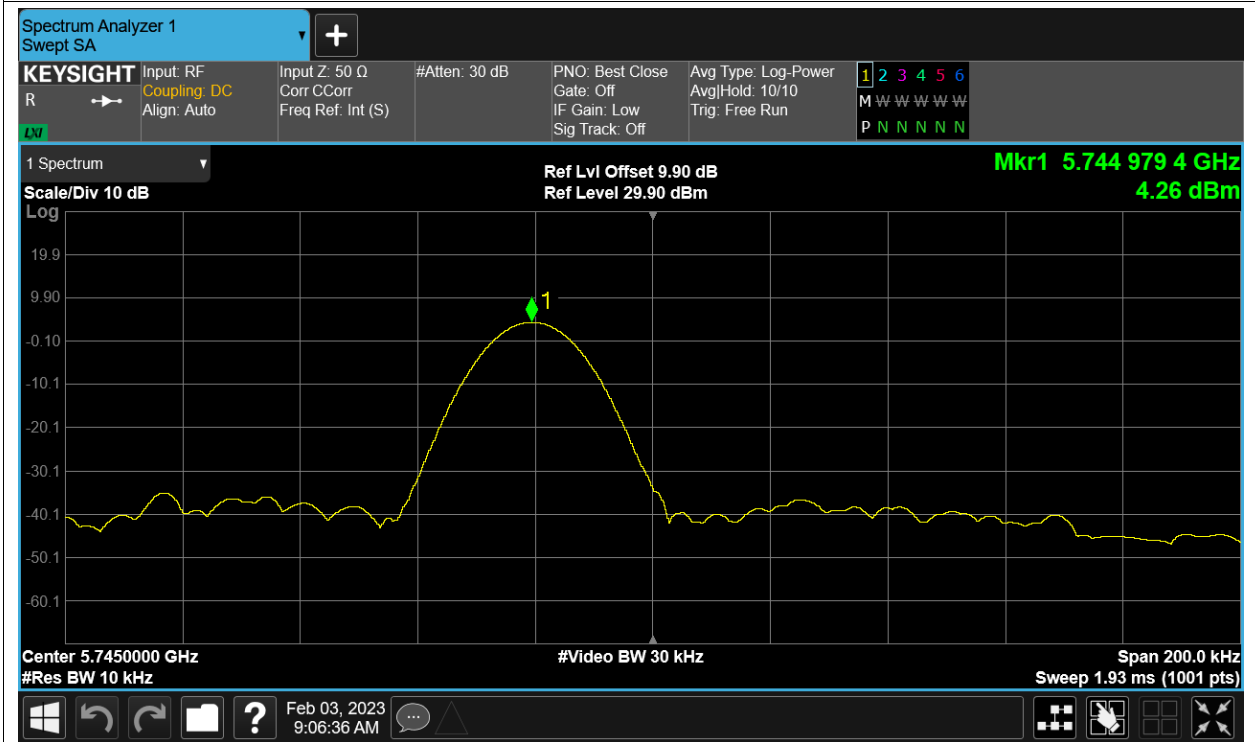 Spectrum Analyzer 1
Swept SA
KEYSIGHT
R
LXI
Input: RF
Coupling: DC
Align: Auto
Input Z: 50 Ω
Corr CCorr
Freq Ref: Int (S)
#Atten: 30 dB
PNO: Best Close
Gate: Off
IF Gain: Low
Sig Track: Off
Avg Type: Log-Power
Avg|Hold: 10/10
Trig: Free Run
1 2 3 4 5 6
M W W W W W
P N N N N N
1 Spectrum
Scale/Div 10 dB
Log
Ref Lvl Offset 9.90 dB
Ref Level 29.90 dBm
Mkr1 5.744 979 4 GHz
4.26 dBm
19.9
9.90
1
-0.10
-10.1
-20.1
-30.1
-40.1
-50.1
-60.1
Center 5.7450000 GHz
#Video BW 30 kHz
Span 200.0 kHz
#Res BW 10 kHz
Sweep 1.93 ms (1001 pts)
?
Feb 03, 2023
9:06:36 AM